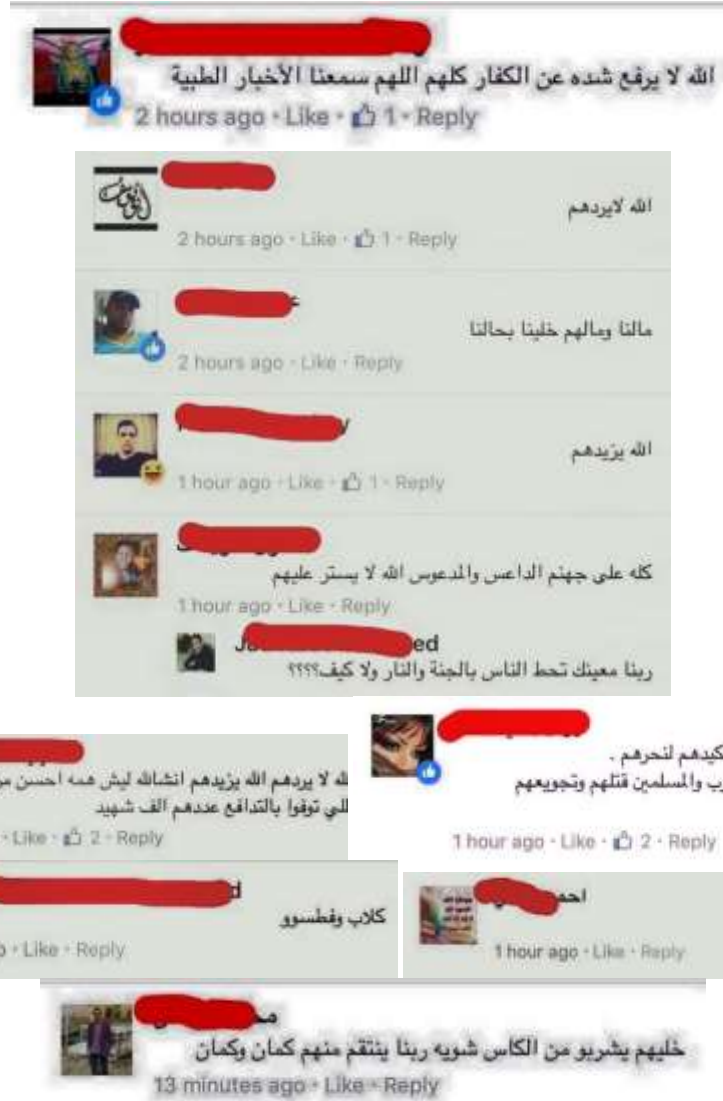 الله لا يرفع شده عن الكفار كلهم اللهم سمعنا الأخبار الطبية
2 hours ago · Like · 1 · Reply
الله لايردهم
2 hours ago · Like · 1 · Reply
مالنا ومالهم خلينا بحالنا
2 hours ago · Like · Reply
الله يزيدهم
1 hour ago · Like · 1 · Reply
كله على جهنم الداعس والمدعوس الله لا يستر عليهم
1 hour ago · Like · Reply
ed
ربنا معينك تحط الناس بالجنة والنار ولا كيف؟؟؟؟
كيدهم لنحرهم .
رب والمسلمين قتلهم وتجويعهم
1 hour ago · Like · 2 · Reply
لله لا يردهم الله يزيدهم انشالله ليش همه احسن مر
للي توفوا بالتدافع عددهم الف شهيد
· Like · 2 · Reply
d
كلاب وفطسوو
· Like · Reply
احم
1 hour ago · Like · Reply
خليهم يشربو من الكاس شويه ربنا ينتقم منهم كمان وكمان
13 minutes ago · Like · Reply